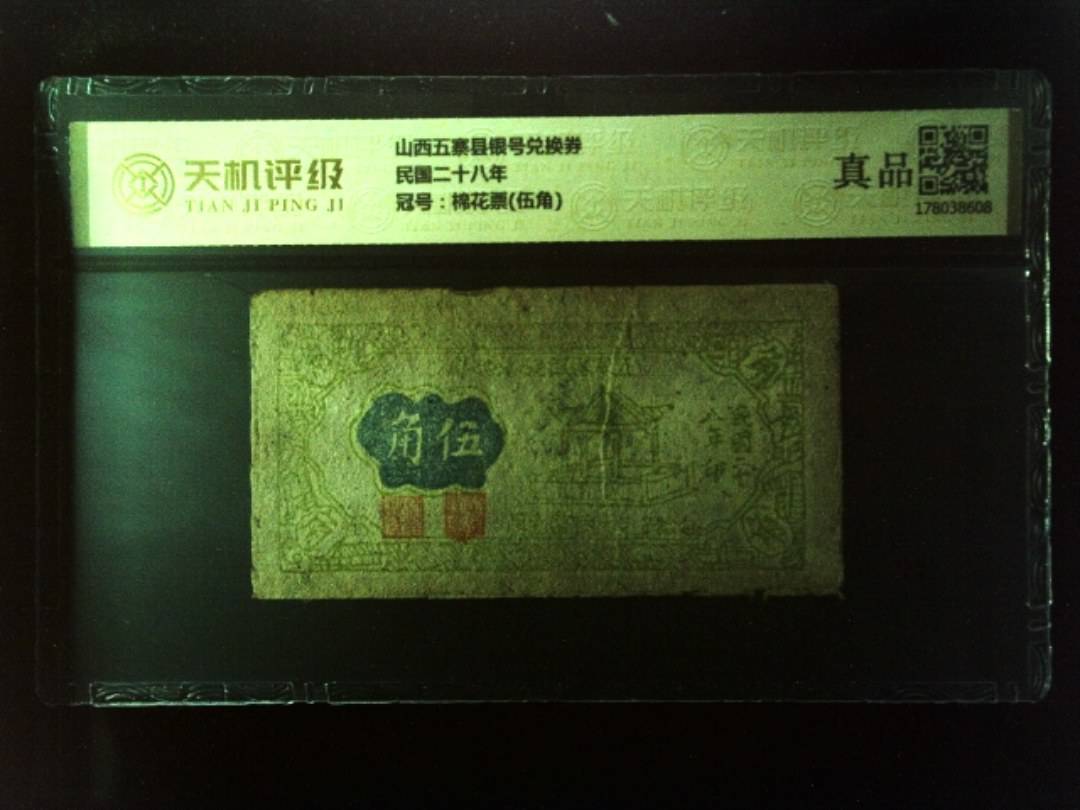 天机评级
TIAN JI PING JI
山西五寨县银号兑换券
民国二十八年
冠号：棉花票(伍角)
真品
178038608
角伍